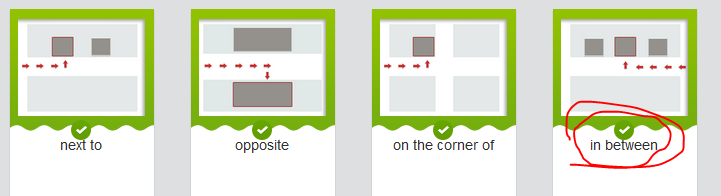 next to
opposite
on the corner of
in between